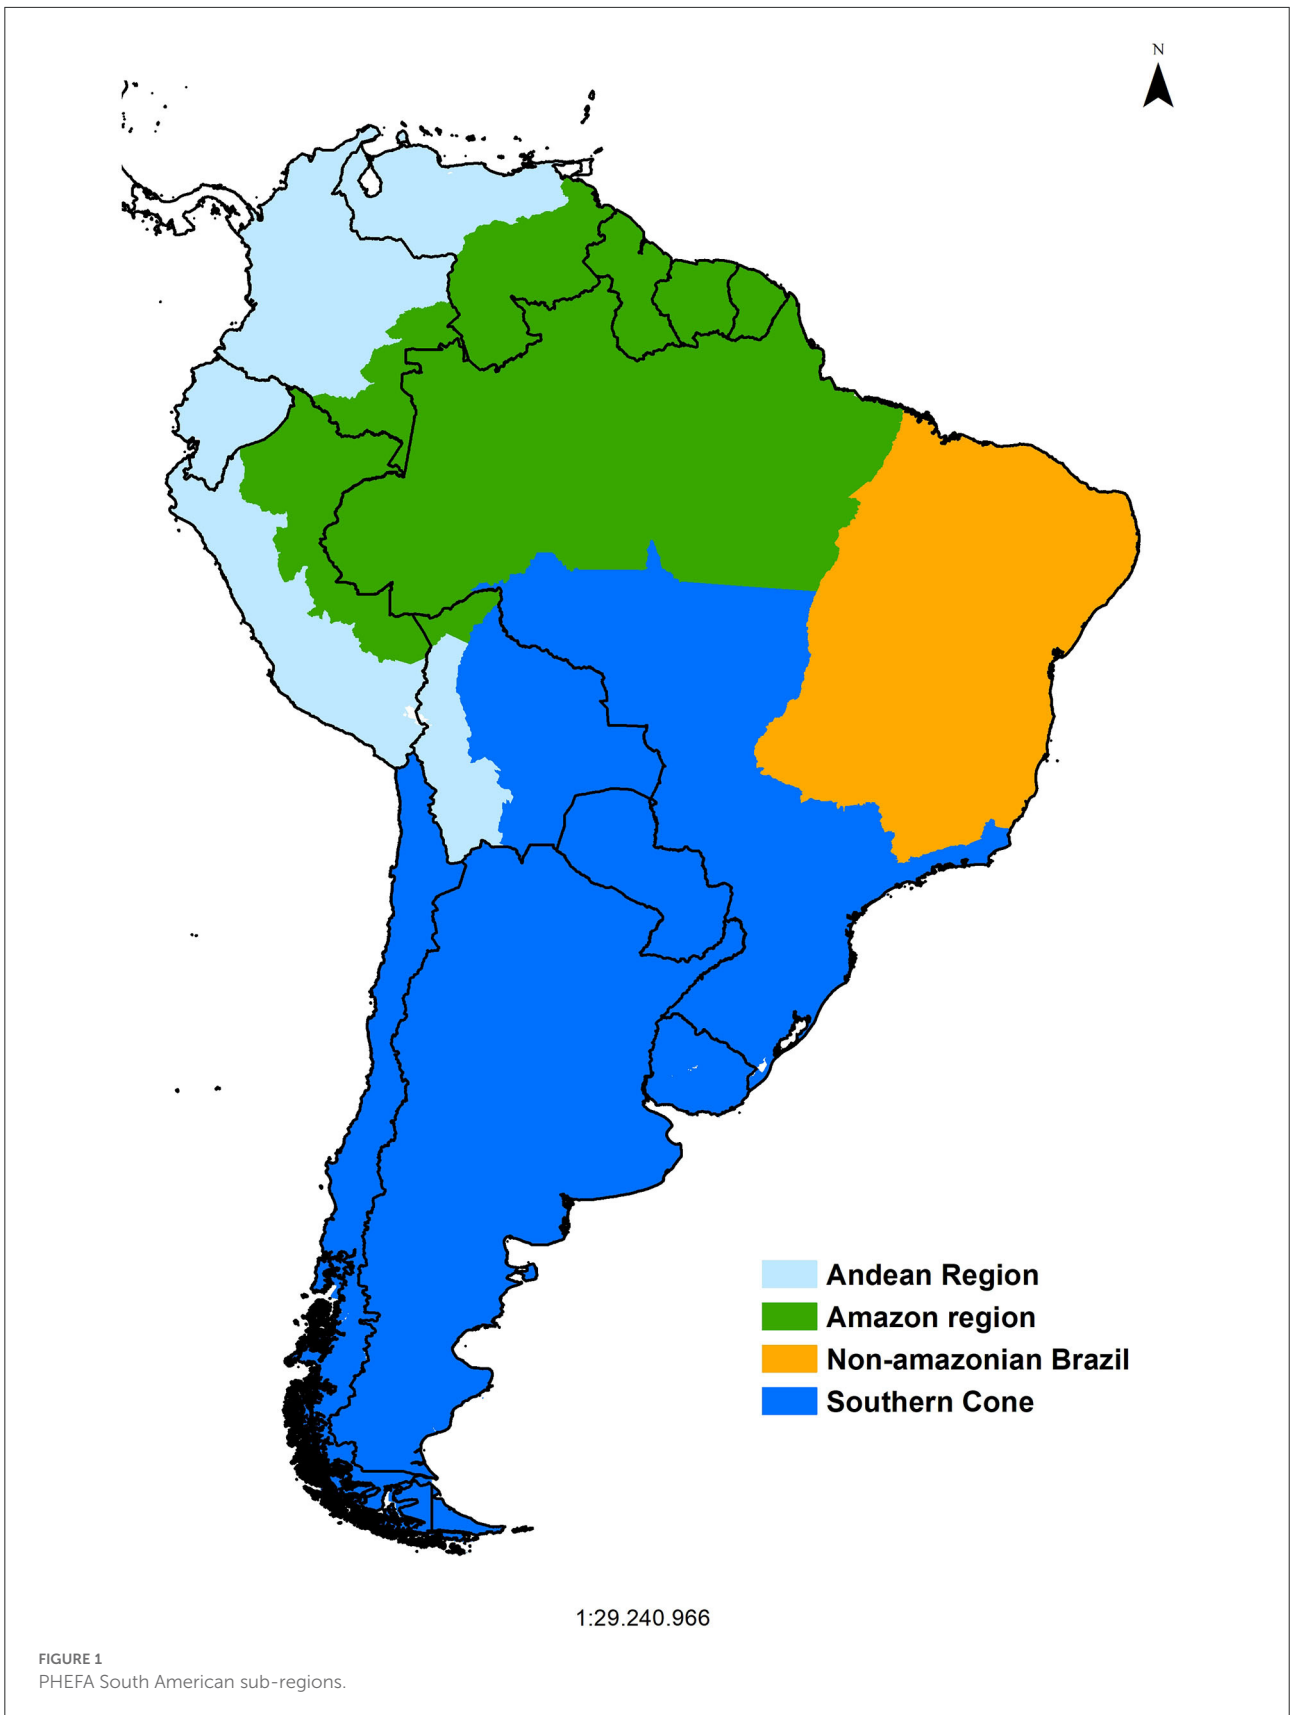 N
Andean Region
Amazon region
Non-amazonian Brazil
Southern Cone
1:29.240.966
FIGURE 1
PHEFA South American sub-regions.